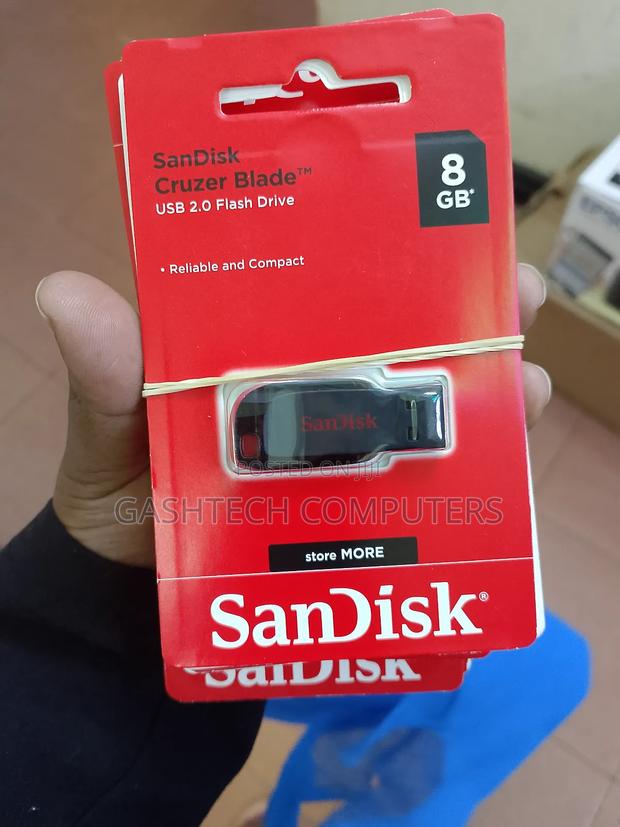 SanDisk
Cruzer Blade™
USB 2.0 Flash Drive
8
GB*
• Reliable and Compact
SanDisk
POSTED ON JIJI
GASHTECH COMPUTERS
store MORE
SanDisk®
SanDisk